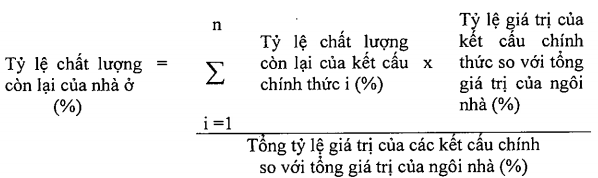 Tỷ lệ chất lượng
còn lại của nhà ở
(%)
=
n
∑
i =1
Tỷ lệ chất lượng
còn lại của kết cấu
chính thức i (%)
x
Tỷ lệ giá trị của
kết cấu chính
thức so với tổng
giá trị của ngôi
nhà (%)
Tổng tỷ lệ giá trị của các kết cấu chính
so với tổng giá trị của ngôi nhà (%)